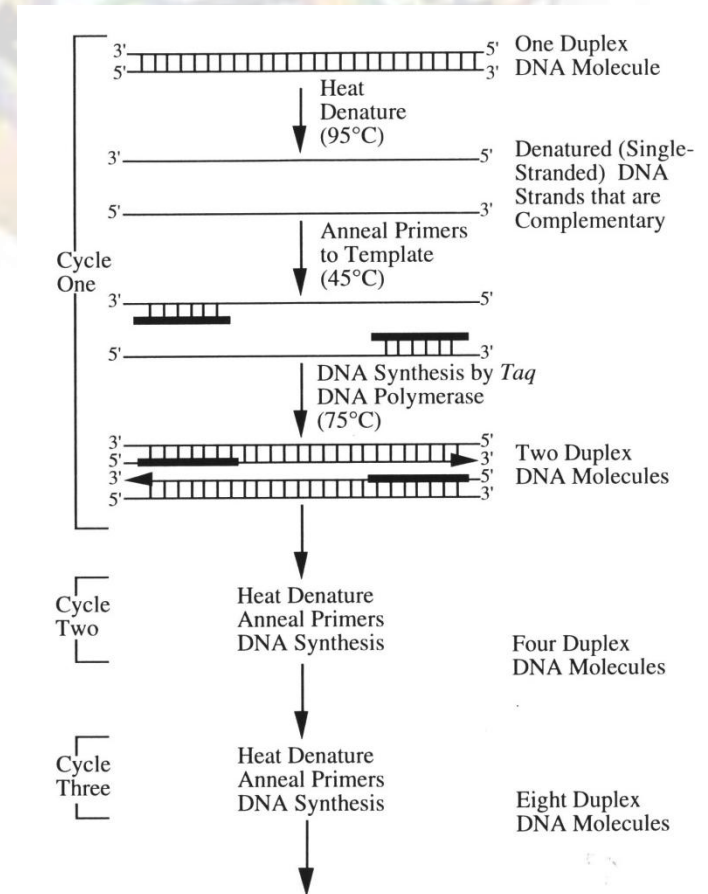 3'
5'
5'
3'
One Duplex
DNA Molecule
Heat
Denature
(95°C)
3'
5'
Denatured (Single-
Stranded) DNA
Strands that are
Complementary
5'
3'
Anneal Primers
to Template
(45°C)
Cycle
One
3'
5'
5'
3'
DNA Synthesis by Taq
DNA Polymerase
(75°C)
3'
5'
5'
3'
3'
5'
5'
3'
Two Duplex
DNA Molecules
Cycle
Two
Heat Denature
Anneal Primers
DNA Synthesis
Four Duplex
DNA Molecules
Cycle
Three
Heat Denature
Anneal Primers
DNA Synthesis
Eight Duplex
DNA Molecules